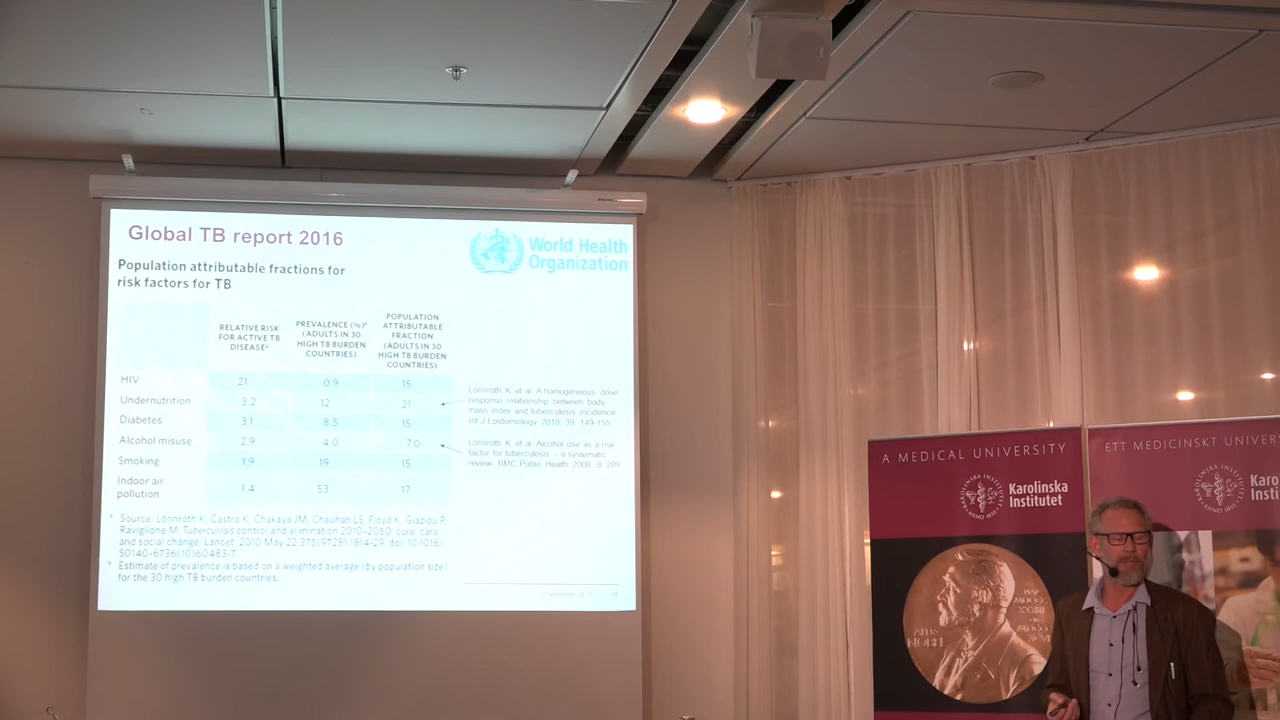 Global TB report 2016
World Health
Organization
Population attributable fractions for
risk factors for TB
RELATIVE RISK
FOR ACTIVE TB
DISEASEᵃ
PREVALENCE (%)ᵇ
(ADULTS IN 30
HIGH TB BURDEN
COUNTRIES)
POPULATION
ATTRIBUTABLE
FRACTION
(ADULTS IN 30
HIGH TB BURDEN
COUNTRIES)
HIV 21 0.9 15
Undernutrition 3.2 12 21
Diabetes 3.1 8.5 15
Alcohol misuse 2.9 4.0 7.0
Smoking 1.9 19 15
Indoor air
pollution 1.4 53 17
Lönnroth K, et al. A homogeneous dose
response relationship between body
mass index and tuberculosis incidence.
Int J Epidemiology 2010; 39: 149-155.
Lönnroth K, et al. Alcohol use as a risk
factor for tuberculosis – a systematic
review. BMC Public Health 2008; 8: 289
ᵃ Source: Lönnroth K, Castro K, Chakaya JM, Chauhan LS, Floyd K, Glaziou P,
Raviglione M. Tuberculosis control and elimination 2010-2050: cure, care
and social change. Lancet. 2010 May 22;375(9728):1814-29. doi: 10.1016/
S0140-6736(10)60483-7.
ᵇ Estimate of prevalence is based on a weighted average (by population size)
for the 30 high TB burden countries.
A MEDICAL UNIVERSITY
Karolinska
Institutet
ETT MEDICINSKT UNIVERS
Karo
Instit